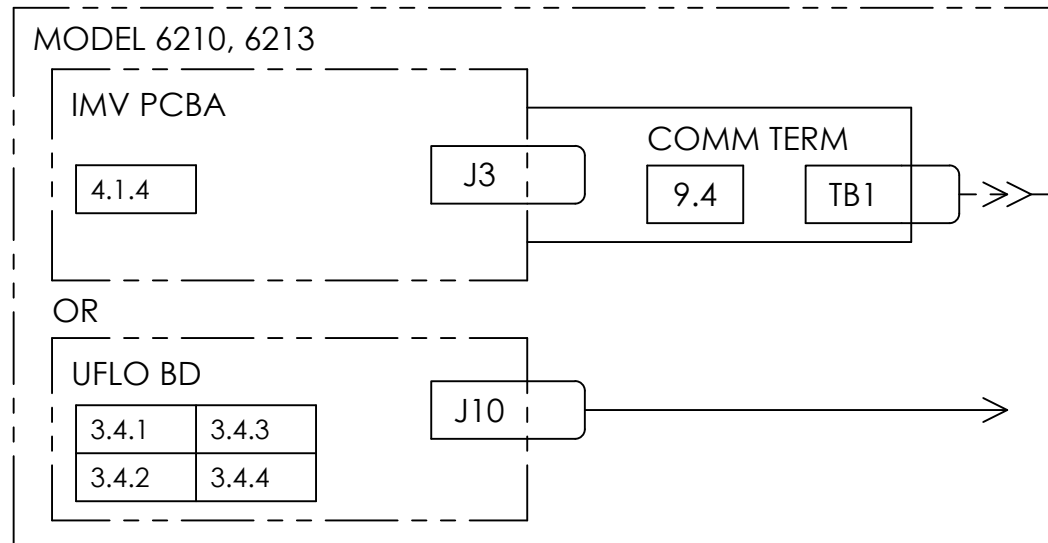 MODEL 6210, 6213
IMV PCBA
COMM TERM
4.1.4
J3
9.4
TB1
OR
UFLO BD
J10
3.4.1 3.4.3
3.4.2 3.4.4